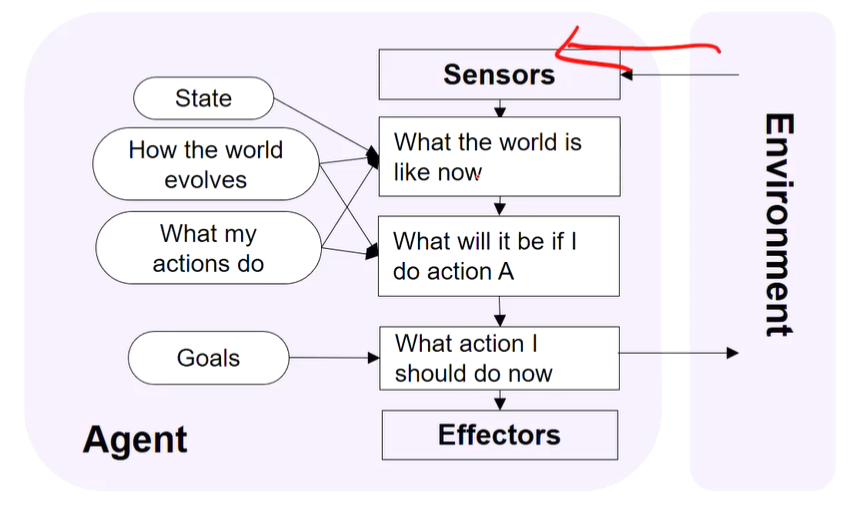 Sensors
State
What the world is
like now
How the world
evolves
What my
actions do
What will it be if I
do action A
Goals
What action I
should do now
Effectors
Agent
Environment